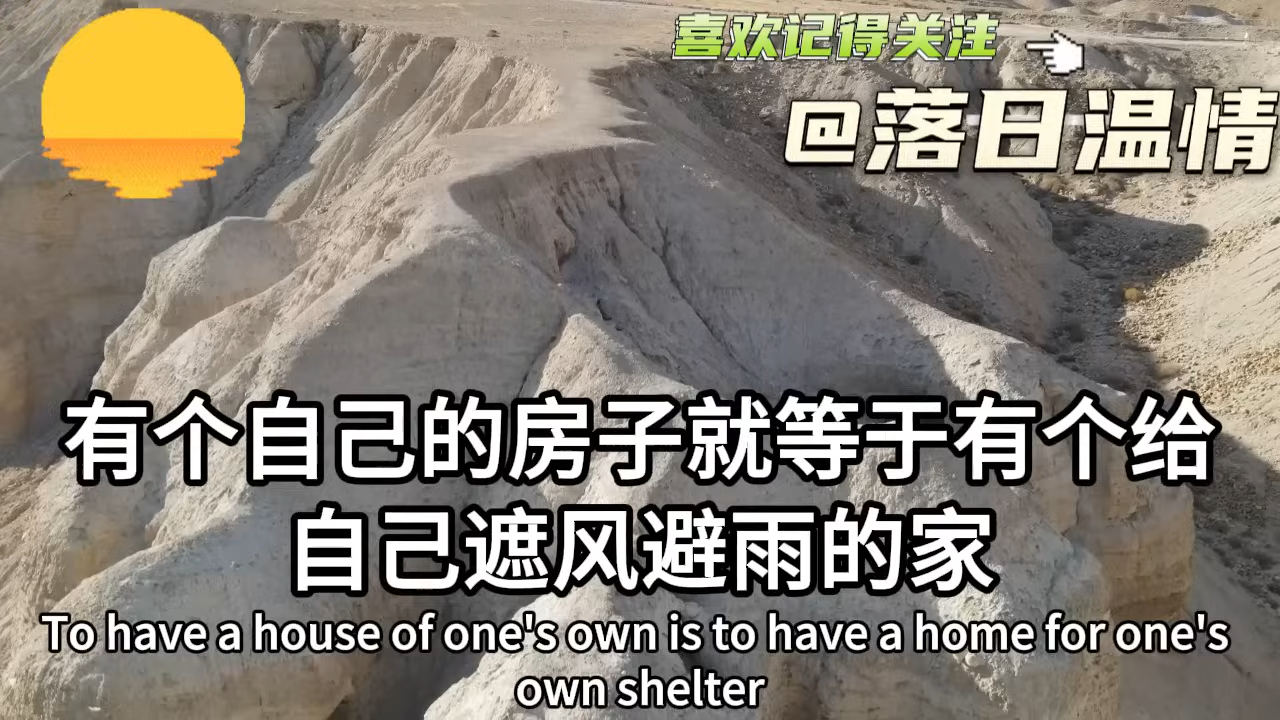 喜欢记得关注
@落日温情
有个自己的房子就等于有个给
自己遮风避雨的家
To have a house of one's own is to have a home for one's
own shelter